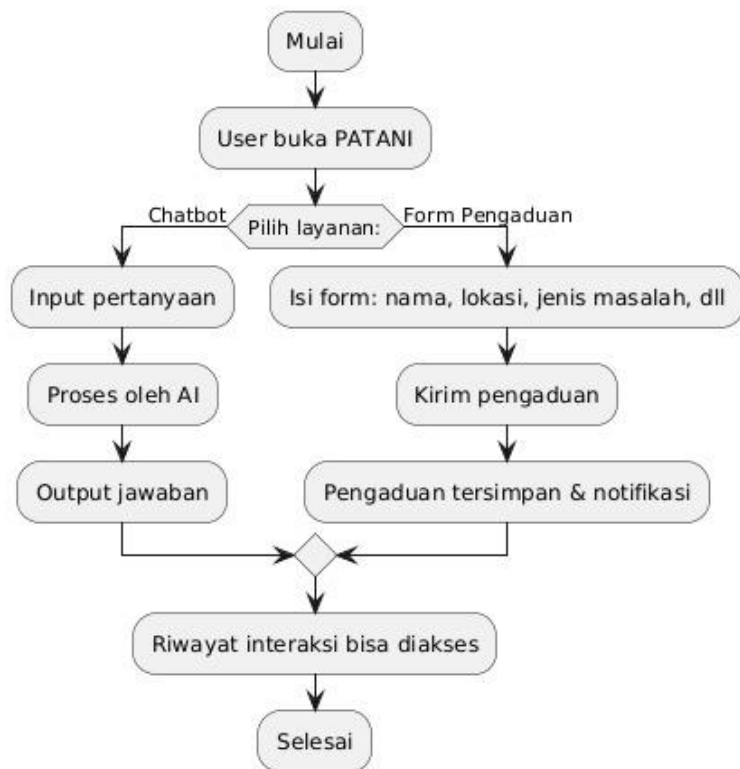 Mulai
User buka PATANI
Chatbot
Pilih layanan:
Form Pengaduan
Input pertanyaan
Isi form: nama, lokasi, jenis masalah, dll
Proses oleh AI
Kirim pengaduan
Output jawaban
Pengaduan tersimpan & notifikasi
Riwayat interaksi bisa diakses
Selesai